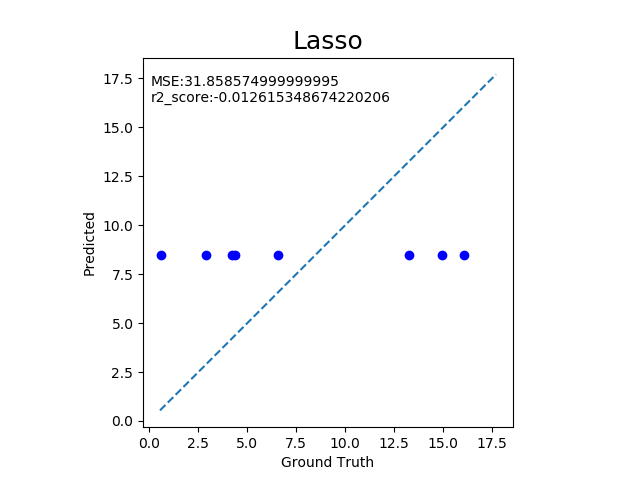 Lasso
MSE:31.858574999999995
r2_score:-0.012615348674220206
17.5
15.0
12.5
10.0
7.5
5.0
2.5
0.0
Predicted
0.0 2.5 5.0 7.5 10.0 12.5 15.0 17.5
Ground Truth